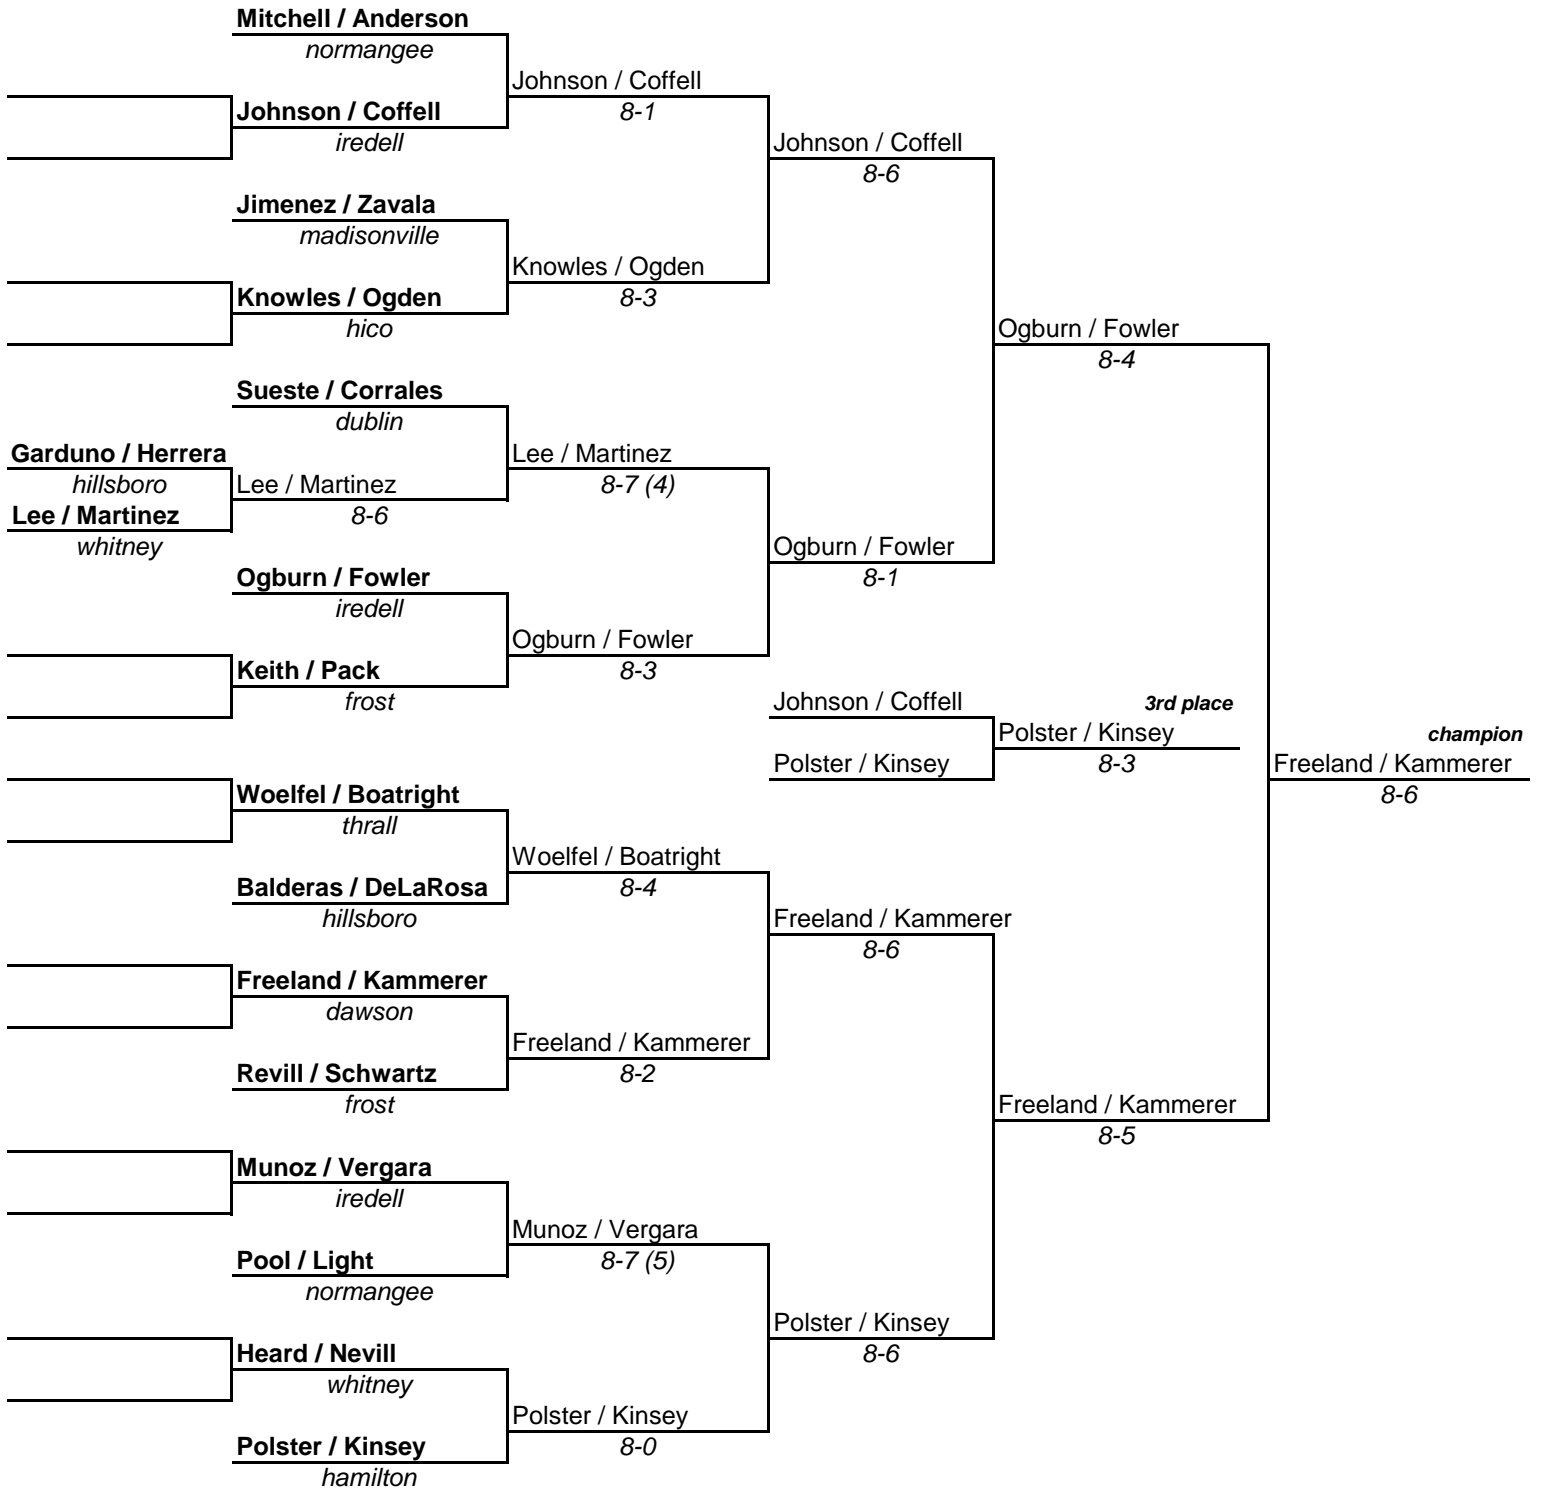 Mitchell / Anderson
normangee
Johnson / Coffell
8-1
Johnson / Coffell
iredell
Johnson / Coffell
8-6
Jimenez / Zavala
madisonville
Knowles / Ogden
8-3
Knowles / Ogden
hico
Ogburn / Fowler
8-4
Sueste / Corrales
dublin
Garduno / Herrera
hillsboro
Lee / Martinez
8-7 (4)
Lee / Martinez
8-6
Lee / Martinez
whitney
Ogburn / Fowler
8-1
Ogburn / Fowler
iredell
Ogburn / Fowler
8-3
Keith / Pack
frost
Johnson / Coffell
3rd place
Polster / Kinsey
8-3
Polster / Kinsey
champion
Freeland / Kammerer
8-6
Woelfel / Boatright
thrall
Woelfel / Boatright
8-4
Balderas / DeLaRosa
hillsboro
Freeland / Kammerer
8-6
Freeland / Kammerer
dawson
Freeland / Kammerer
8-2
Revill / Schwartz
frost
Freeland / Kammerer
8-5
Munoz / Vergara
iredell
Munoz / Vergara
8-7 (5)
Pool / Light
normangee
Polster / Kinsey
8-6
Heard / Nevill
whitney
Polster / Kinsey
8-0
Polster / Kinsey
hamilton